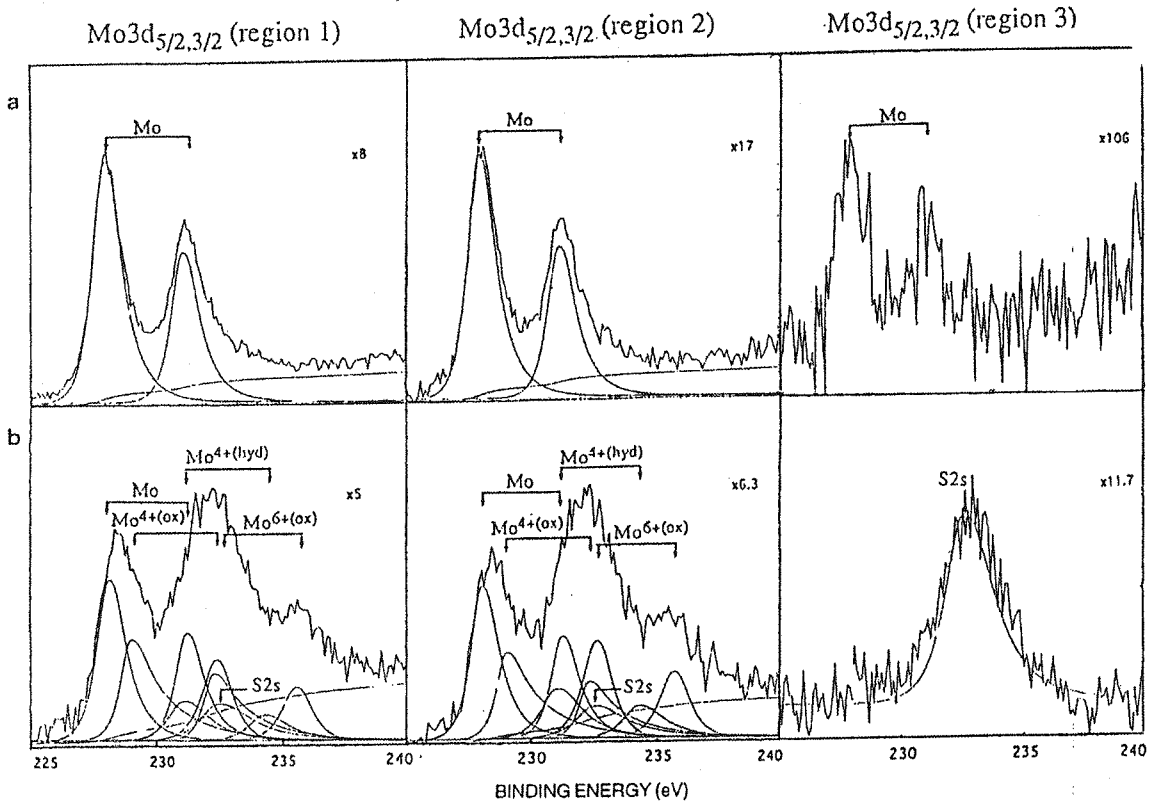 Mo3d5/2,3/2 (region 1)
Mo3d5/2,3/2 (region 2)
Mo3d5/2,3/2 (region 3)
a
Mo
x8
Mo
x17
Mo
x106
b
Mo4+(hyd)
Mo
x5
Mo4+(ox)
Mo6+(ox)
S2s
Mo4+(hyd)
Mo
x6.3
Mo4+(ox)
Mo6+(ox)
S2s
S2s
x11.7
225 230 235 240
230 235 240
230 235 240
BINDING ENERGY (eV)